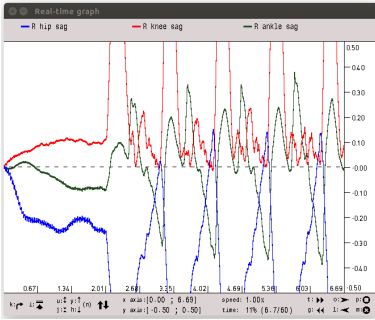 Real-time graph
R hip sag R knee sag R ankle sag
0.50
0.40
0.30
0.20
0.10
-0.00
-0.10
-0.20
-0.30
-0.40
-0.50
0.67| 1.34| 2.01| 2.68| 3.35| 4.02| 4.69| 5.36| 6.03| 6.69|
k: i: u: y: (n) x axis:[0.00 ; 6.69] speed: 1.00x t: o: p:
j: h: y axis:[-0.50 ; 0.50] time: 11% (6.7/60) g: l: m: